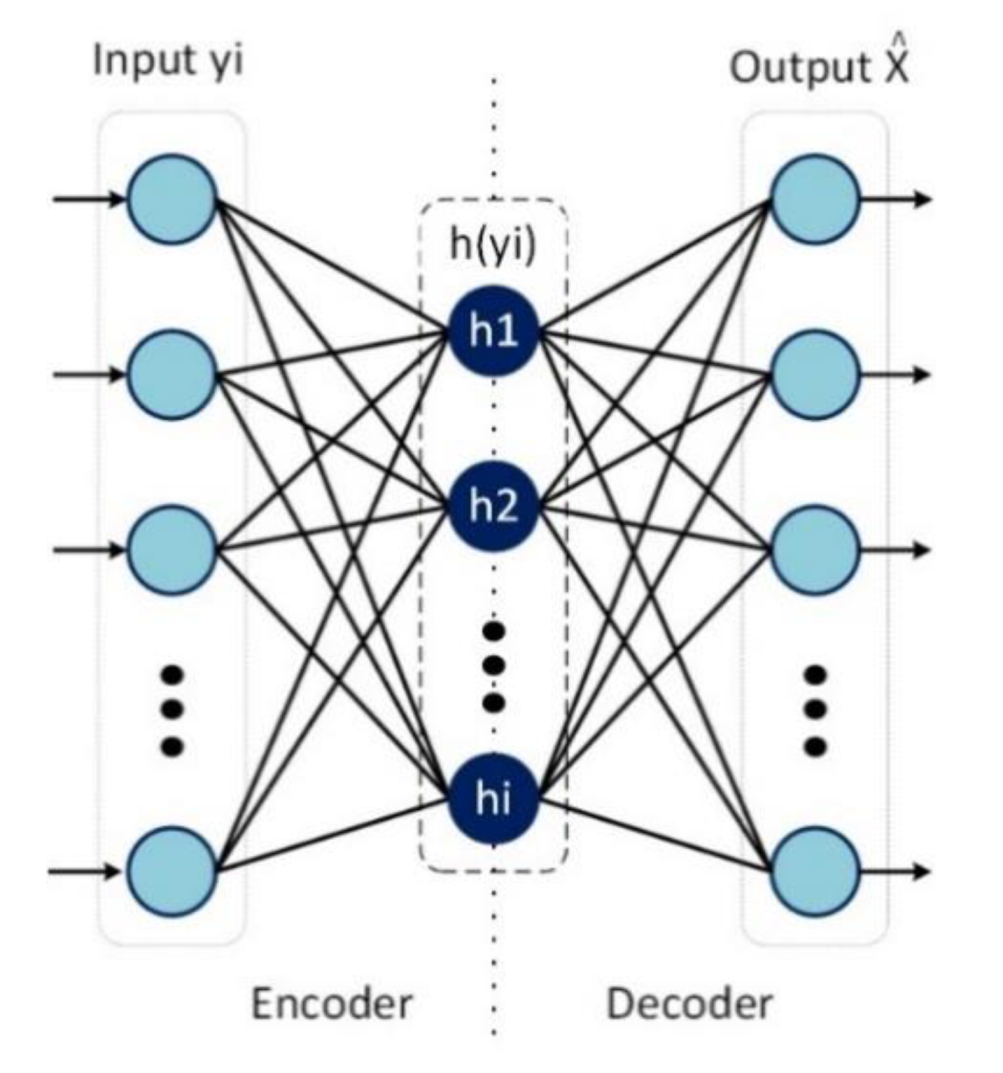 Input yi
Output X̂
h(yi)
h1
h2
hi
Encoder
Decoder